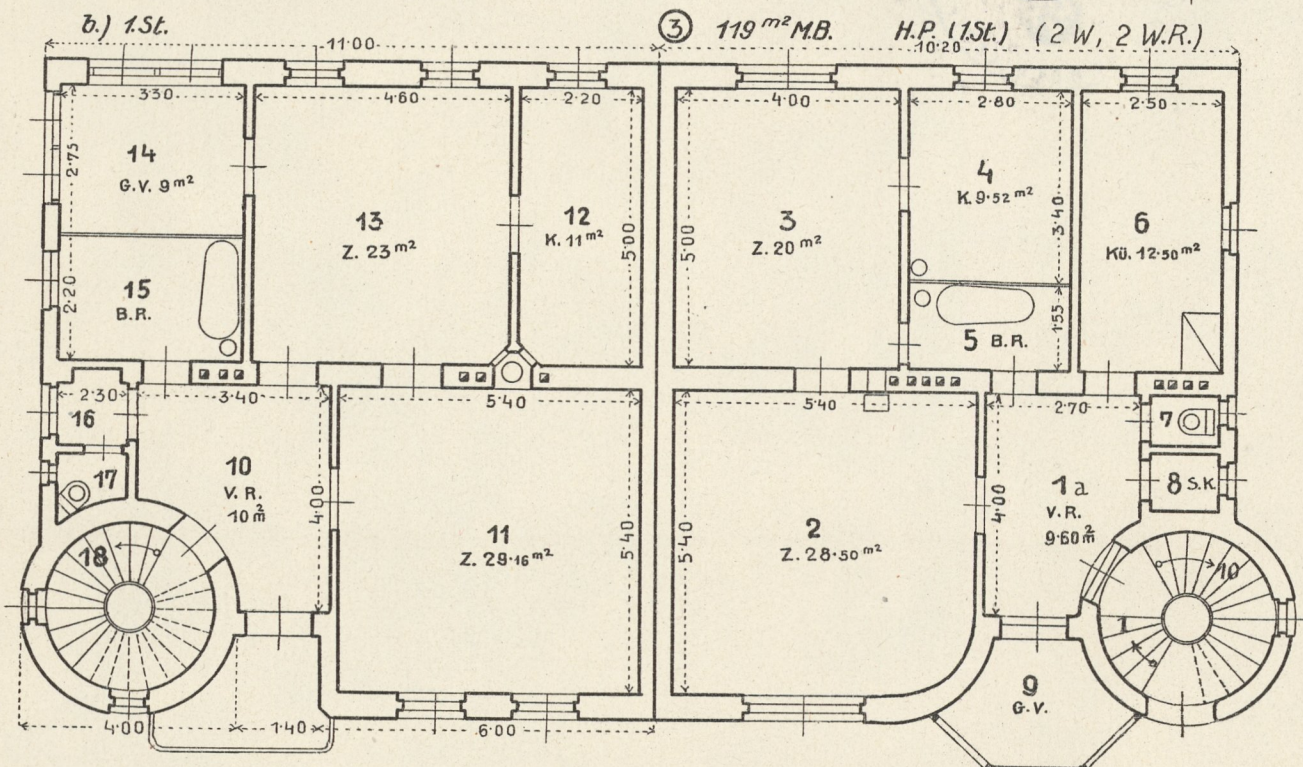 b.) 1.St.
③ 119 m² M.B. H.P. (1.St.) (2 W, 2 W.R.)
11·00
10·20
3·30
4·60
2·20
4·00
2·80
2·50
2·75
14
G.V. 9 m²
13
Z. 23 m²
12
K. 11 m²
5·00
5·00
3
Z. 20 m²
4
K. 9·52 m²
3·40
6
Kü. 12·50 m²
2·20
15
B.R.
5 B.R.
1·55
2·30
3·40
5·40
5·40
2·70
16
17
10
V. R.
10 m²
4·00
11
Z. 29·16 m²
5·40
5·40
2
Z. 28·50 m²
4·00
1a
V.R.
9·60 m²
7
8 S.K.
18
10
1
9
G.V.
4·00
1·40
6·00